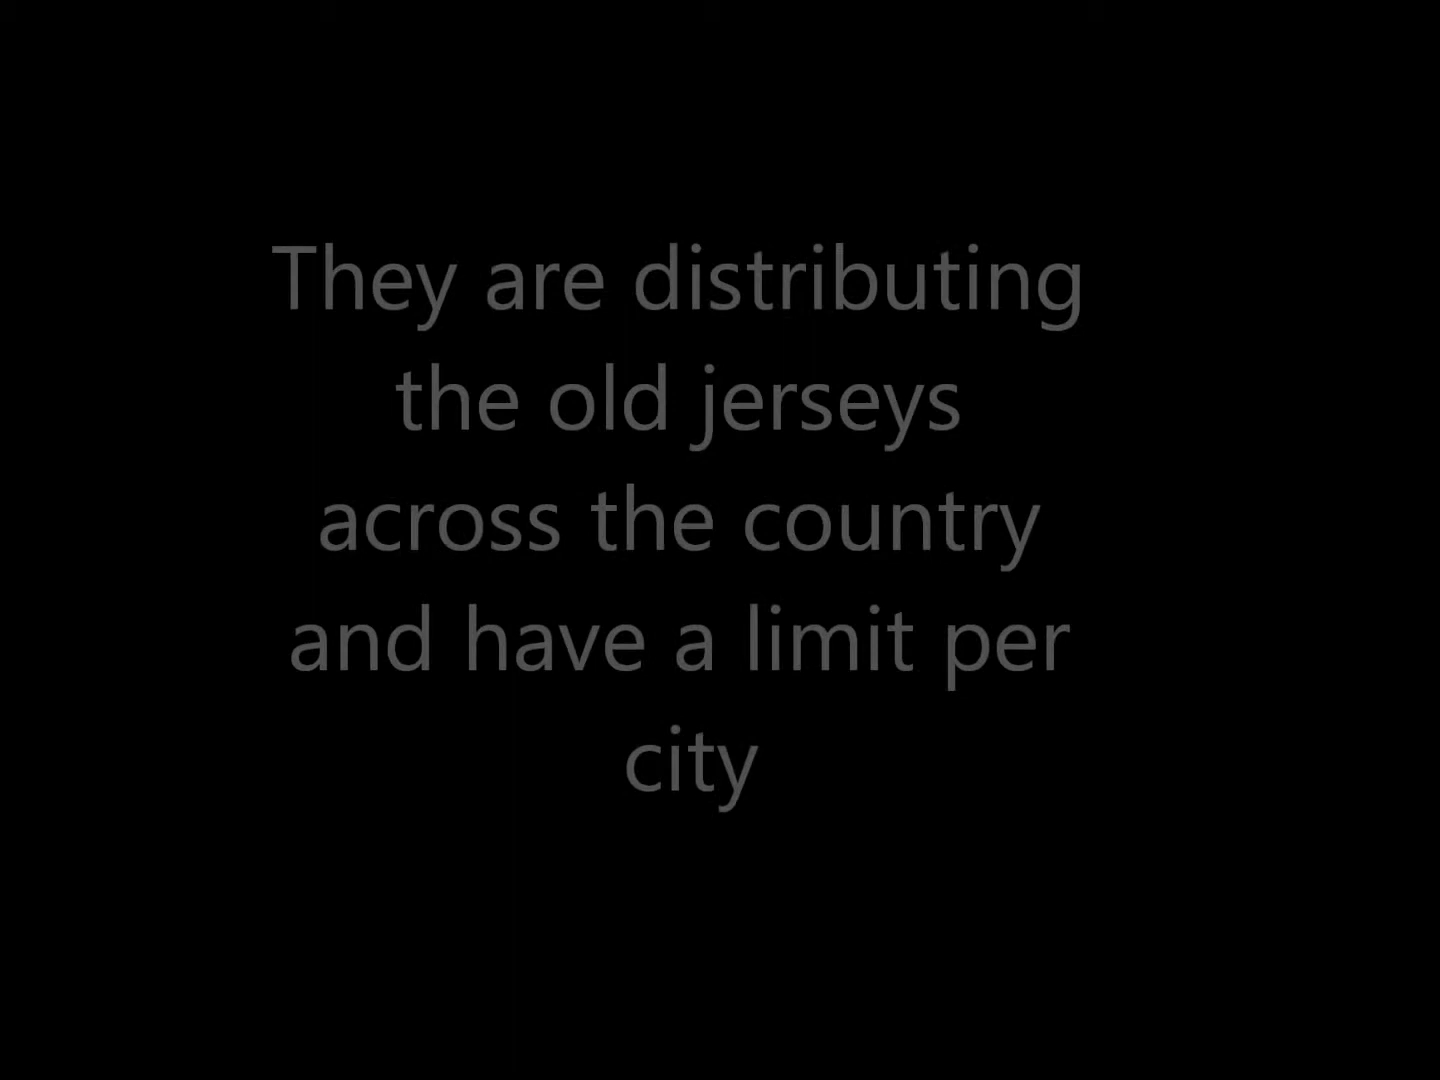 They are distributing
the old jerseys
across the country
and have a limit per
city